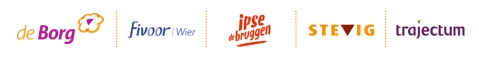 de Borg
fivoor | Wier
ipse
de bruggen
STEVIG
trajectum